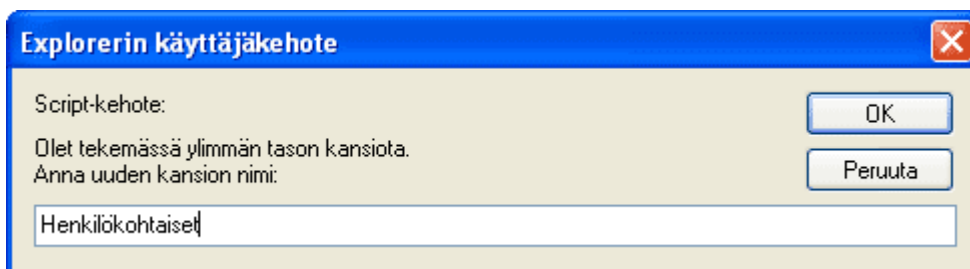 Explorerin käyttäjäkehote
Script-kehote:
OK
Olet tekemässä ylimmän tason kansiota.
Anna uuden kansion nimi:
Peruuta
Henkilökohtaiset